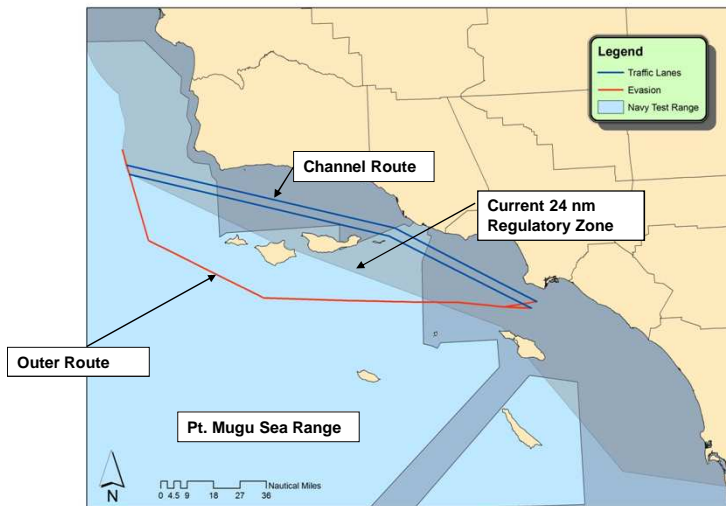 Legend
Traffic Lanes
Evasion
Navy Test Range
Channel Route
Current 24 nm
Regulatory Zone
Outer Route
Pt. Mugu Sea Range
N
Nautical Miles
0 4.5 9 18 27 36